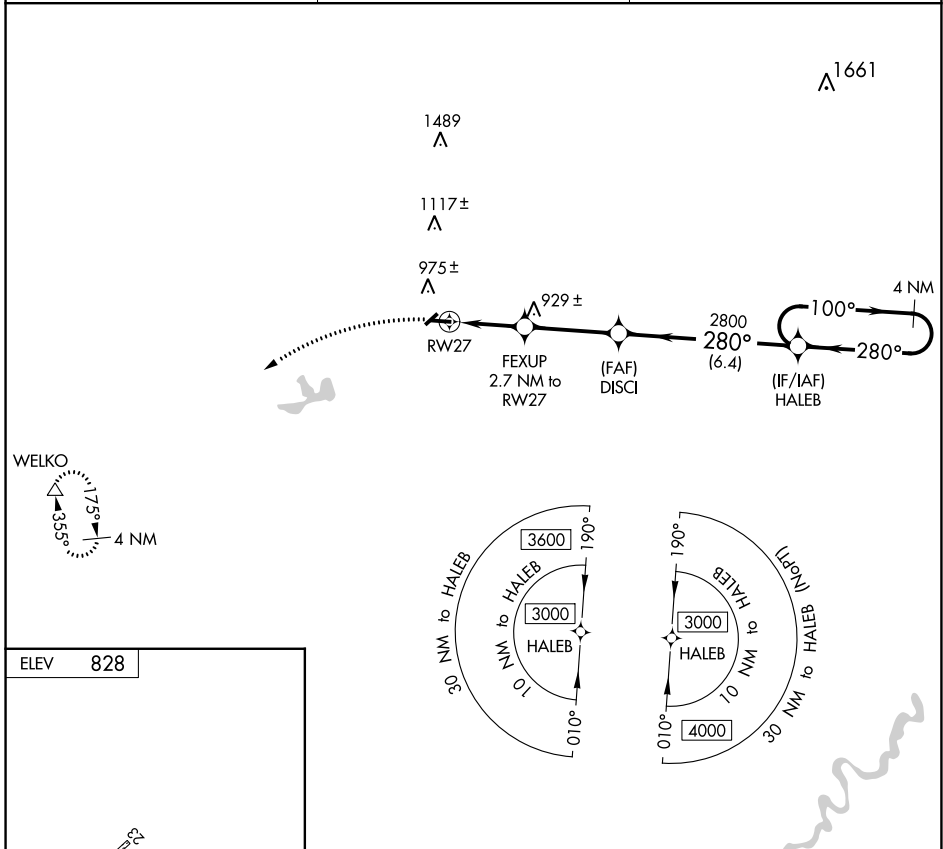 1661
1489
1117±
975±
929±
4 NM
100°
2800
280°
280°
(6.4)
RW27
FEXUP
2.7 NM to
RW27
(FAF)
DISCI
(IF/IAF)
HALEB
WELKO
175°
355°
4 NM
3600
190°
30 NM to HALEB
10 NM to HALEB
3000
HALEB
010°
190°
10 NM to HALEB
30 NM to HALEB (NoPT)
3000
HALEB
010°
4000
ELEV 828
23